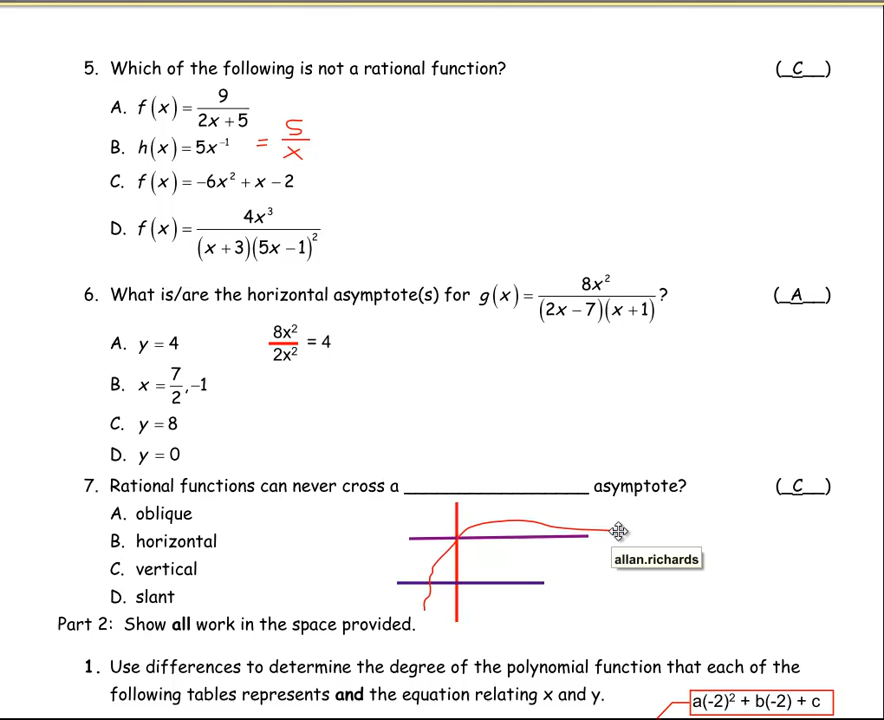 5. Which of the following is not a rational function? (_C_)
A. f(x) = 9/(2x + 5)
B. h(x) = 5x⁻¹ = 5/x
C. f(x) = −6x² + x − 2
D. f(x) = 4x³/((x + 3)(5x − 1)²)
6. What is/are the horizontal asymptote(s) for g(x) = 8x²/((2x − 7)(x + 1))? (_A_)
A. y = 4 8x²/2x² = 4
B. x = 7/2, −1
C. y = 8
D. y = 0
7. Rational functions can never cross a ____________________ asymptote? (_C_)
A. oblique
B. horizontal
C. vertical
D. slant
allan.richards
Part 2: Show all work in the space provided.
1. Use differences to determine the degree of the polynomial function that each of the
following tables represents and the equation relating x and y.
a(-2)² + b(-2) + c